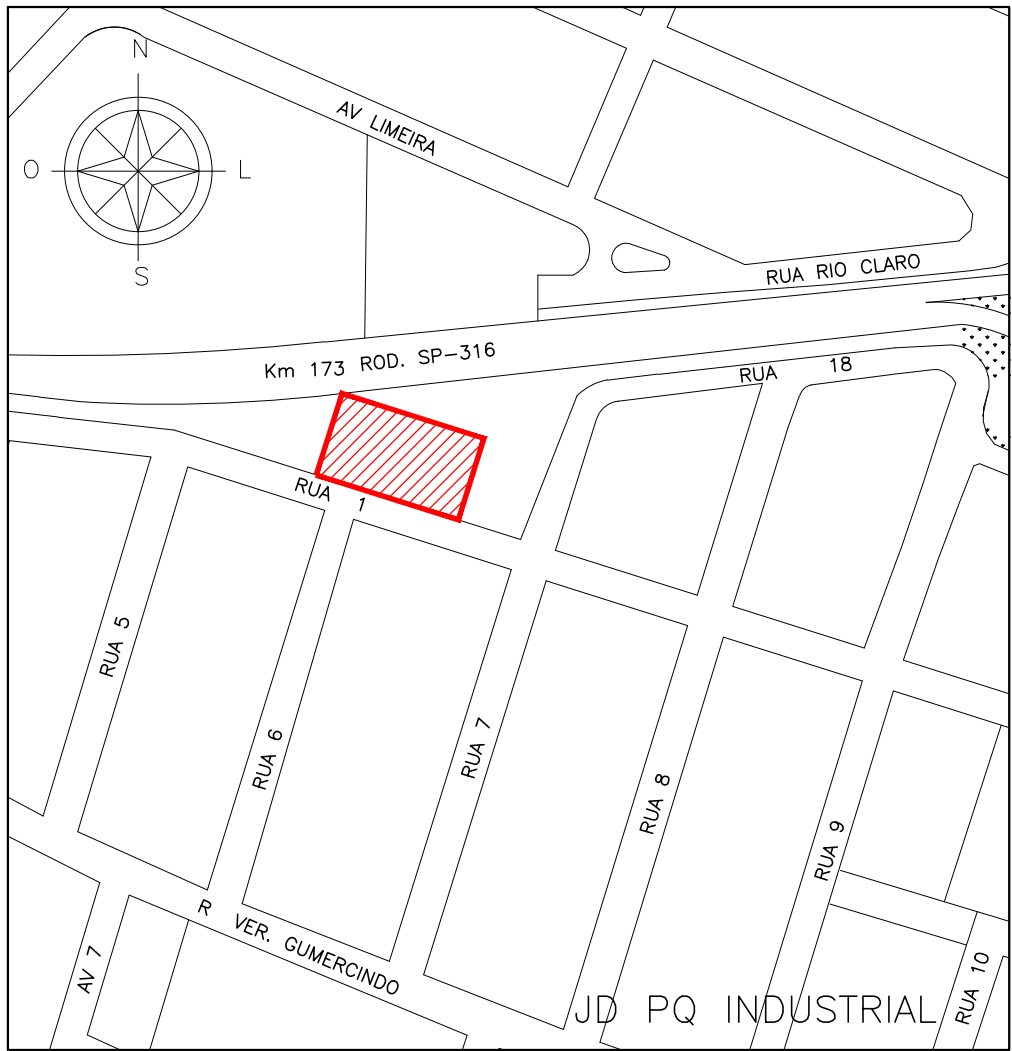 N
AV LIMEIRA
O
L
S
RUA RIO CLARO
Km 173 ROD. SP-316
RUA 18
RUA 1
RUA 5
RUA 6
RUA 7
RUA 8
RUA 9
R VER. GUMERCINDO
AV 7
RUA 10
JD PQ INDUSTRIAL